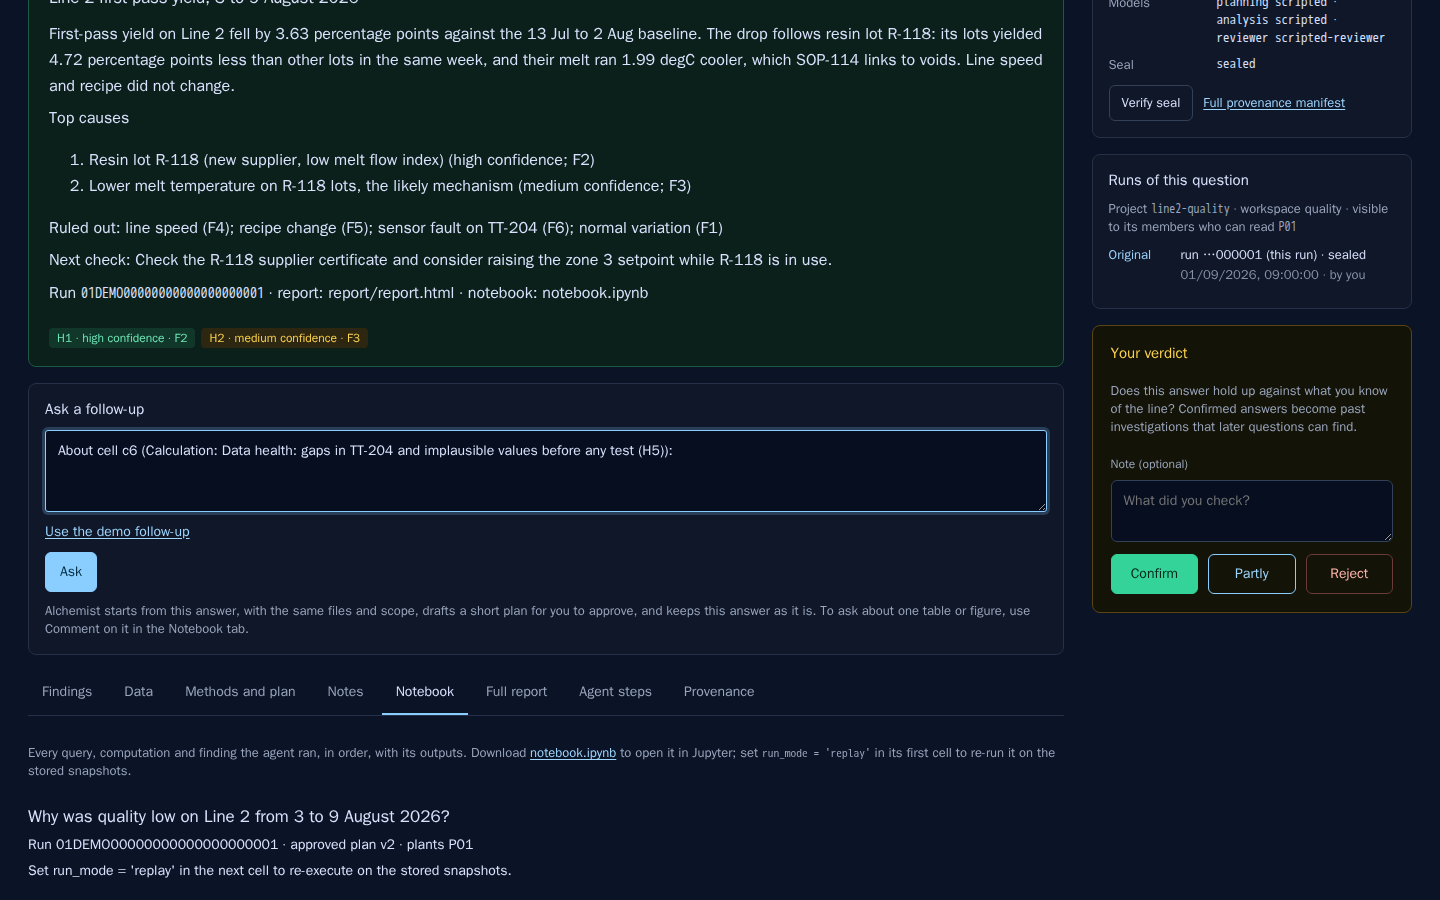 Line 2 first-pass yield, 3 to 9 August 2026
First-pass yield on Line 2 fell by 3.63 percentage points against the 13 Jul to 2 Aug baseline. The drop follows resin lot R-118: its lots yielded
4.72 percentage points less than other lots in the same week, and their melt ran 1.99 degC cooler, which SOP-114 links to voids. Line speed
and recipe did not change.
Top causes
1. Resin lot R-118 (new supplier, low melt flow index) (high confidence; F2)
2. Lower melt temperature on R-118 lots, the likely mechanism (medium confidence; F3)
Ruled out: line speed (F4); recipe change (F5); sensor fault on TT-204 (F6); normal variation (F1)
Next check: Check the R-118 supplier certificate and consider raising the zone 3 setpoint while R-118 is in use.
Run 01DEMO00000000000000000001 · report: report/report.html · notebook: notebook.ipynb
H1 · high confidence · F2
H2 · medium confidence · F3
Ask a follow-up
About cell c6 (Calculation: Data health: gaps in TT-204 and implausible values before any test (H5)):
Use the demo follow-up
Ask
Alchemist starts from this answer, with the same files and scope, drafts a short plan for you to approve, and keeps this answer as it is. To ask about one table or figure, use
Comment on it in the Notebook tab.
Findings
Data
Methods and plan
Notes
Notebook
Full report
Agent steps
Provenance
Every query, computation and finding the agent ran, in order, with its outputs. Download notebook.ipynb to open it in Jupyter; set run_mode = 'replay' in its first cell to re-run it on the
stored snapshots.
Why was quality low on Line 2 from 3 to 9 August 2026?
Run 01DEMO00000000000000000001 · approved plan v2 · plants P01
Set run_mode = 'replay' in the next cell to re-execute on the stored snapshots.
Models
planning scripted ·
analysis scripted ·
reviewer scripted-reviewer
Seal
sealed
Verify seal
Full provenance manifest
Runs of this question
Project line2-quality · workspace quality · visible
to its members who can read P01
Original
run ···000001 (this run) · sealed
01/09/2026, 09:00:00 · by you
Your verdict
Does this answer hold up against what you know
of the line? Confirmed answers become past
investigations that later questions can find.
Note (optional)
What did you check?
Confirm
Partly
Reject